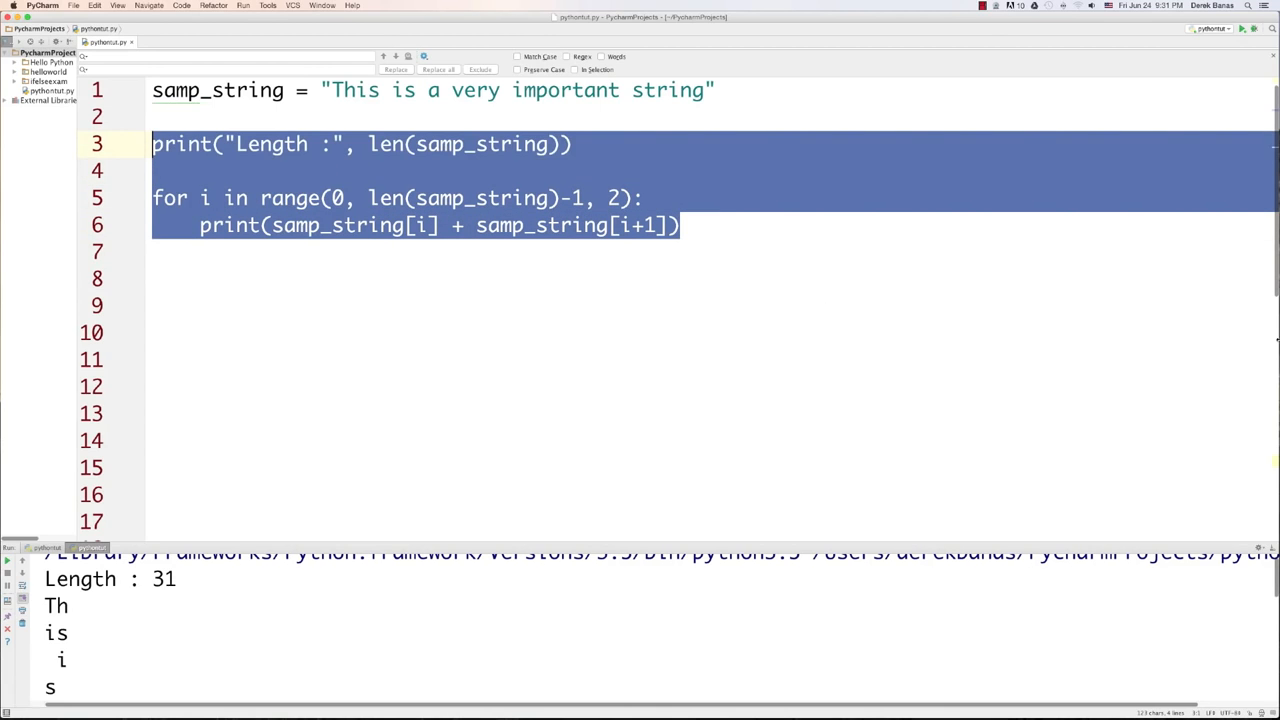 PyCharm File Edit View Navigate Code Refactor Run Tools VCS Window Help Fri Jun 24 9:31 PM Derek Banas
pythontut.py - PyCharmProjects - [~/PycharmProjects]
PycharmProjects pythontut.py pythontut
pythontut.py
PycharmProject
Hello Python
helloworld
ifelseexam
pythontut.py
External Librarie
Match Case Regex Words
Replace Replace all Exclude Preserve Case In Selection
1 samp_string = "This is a very important string"
2
3 print("Length :", len(samp_string))
4
5 for i in range(0, len(samp_string)-1, 2):
6 print(samp_string[i] + samp_string[i+1])
7
8
9
10
11
12
13
14
15
16
17
Run: pythontut pythontut
/Library/Frameworks/Python.framework/Versions/3.5/bin/python3.5 /Users/derekbanas/PycharmProjects/pytho
Length : 31
Th
is
i
s
123 chars, 4 lines 3:1 LF UTF-8